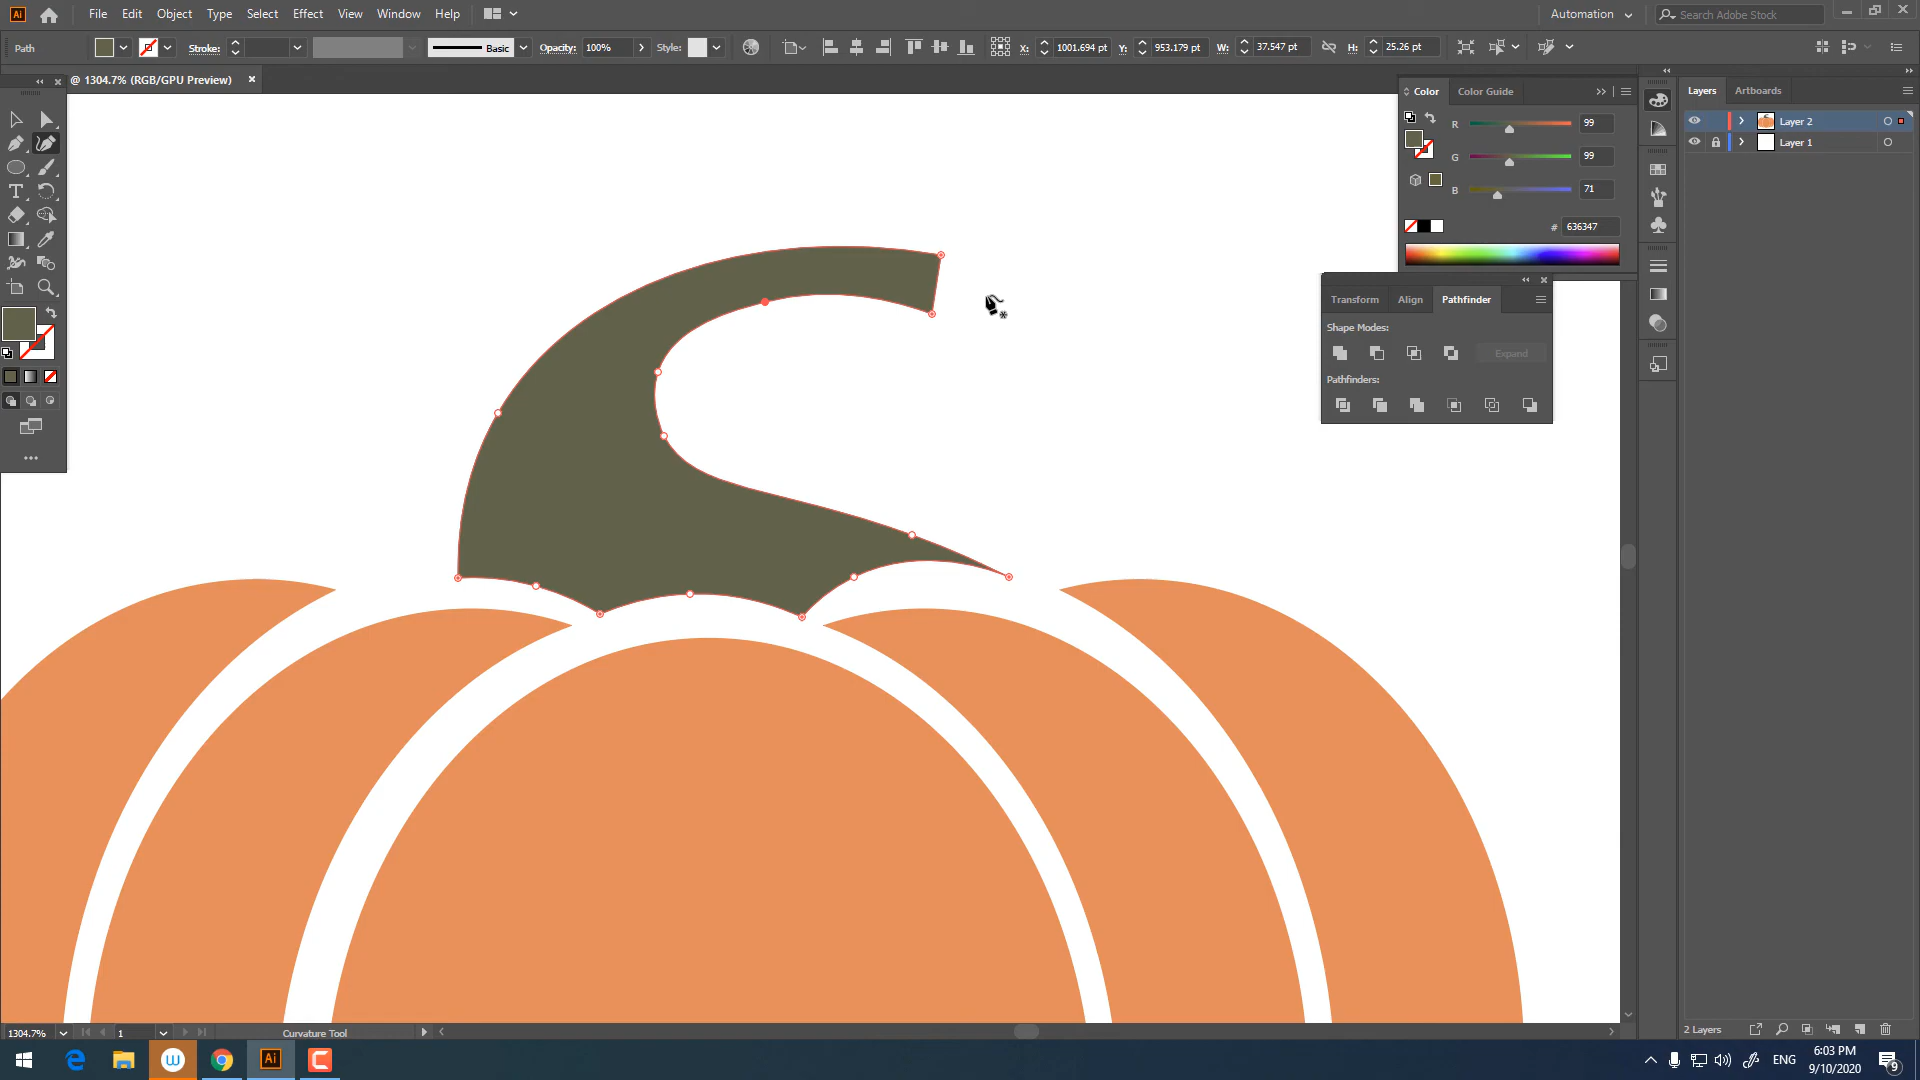 Ai File Edit Object Type Select Effect View Window Help Automation Search Adobe Stock
Path Stroke: Basic Opacity: 100% Style: X: 1001.694 pt Y: 953.179 pt W: 37.547 pt H: 25.26 pt
@ 1304.7% (RGB/GPU Preview)
Color Color Guide
R 99
G 99
B 71
# 636347
Layers Artboards
Layer 2
Layer 1
Transform Align Pathfinder
Shape Modes:
Expand
Pathfinders:
1304.7% 1 Curvature Tool
2 Layers
Ai
ENG
6:03 PM
9/10/2020
9